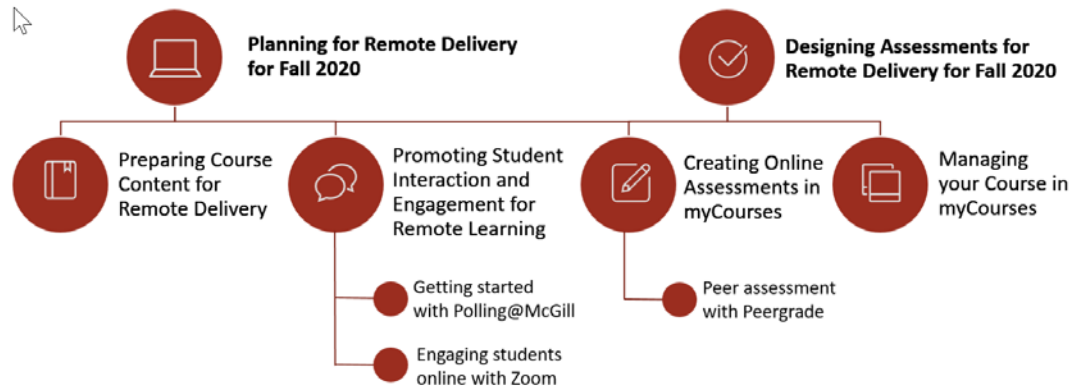 Planning for Remote Delivery
for Fall 2020
Designing Assessments for
Remote Delivery for Fall 2020
Preparing Course
Content for
Remote Delivery
Promoting Student
Interaction and
Engagement for
Remote Learning
Creating Online
Assessments in
myCourses
Managing
your Course in
myCourses
Getting started
with Polling@McGill
Engaging students
online with Zoom
Peer assessment
with Peergrade